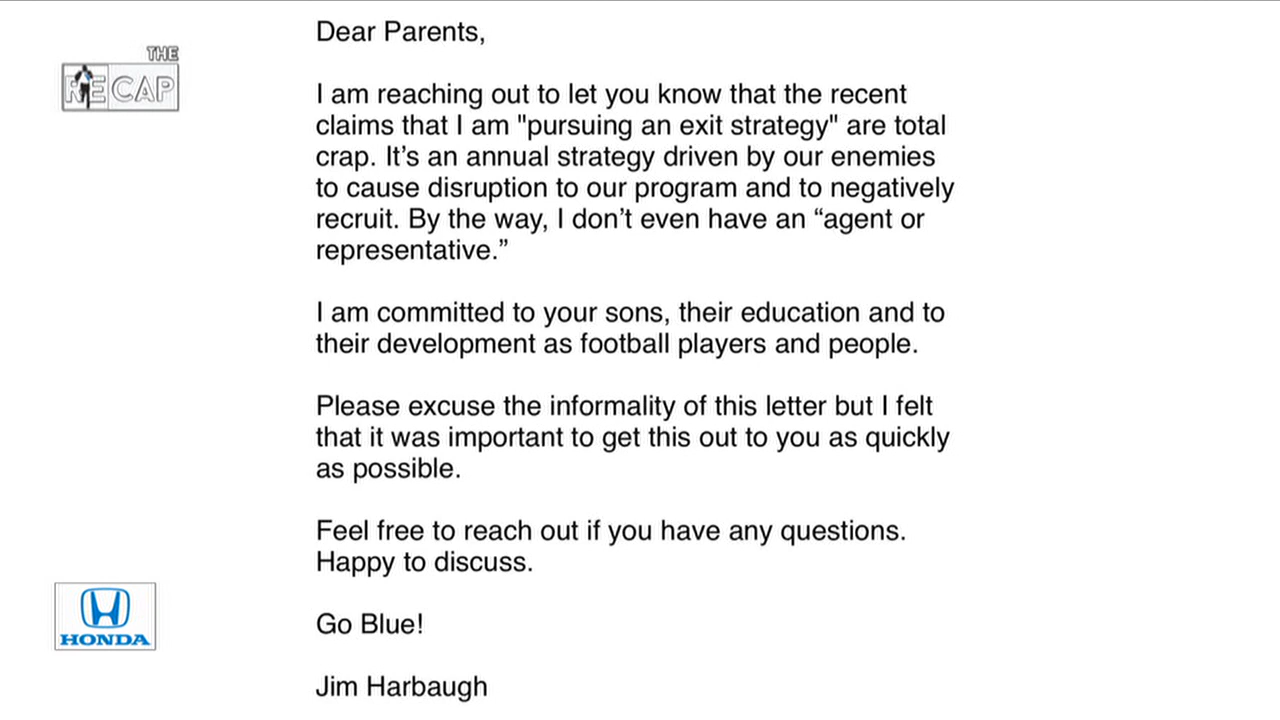 THE
RECAP
Dear Parents,
I am reaching out to let you know that the recent
claims that I am "pursuing an exit strategy" are total
crap. It’s an annual strategy driven by our enemies
to cause disruption to our program and to negatively
recruit. By the way, I don’t even have an “agent or
representative.”
I am committed to your sons, their education and to
their development as football players and people.
Please excuse the informality of this letter but I felt
that it was important to get this out to you as quickly
as possible.
Feel free to reach out if you have any questions.
Happy to discuss.
Go Blue!
Jim Harbaugh
HONDA